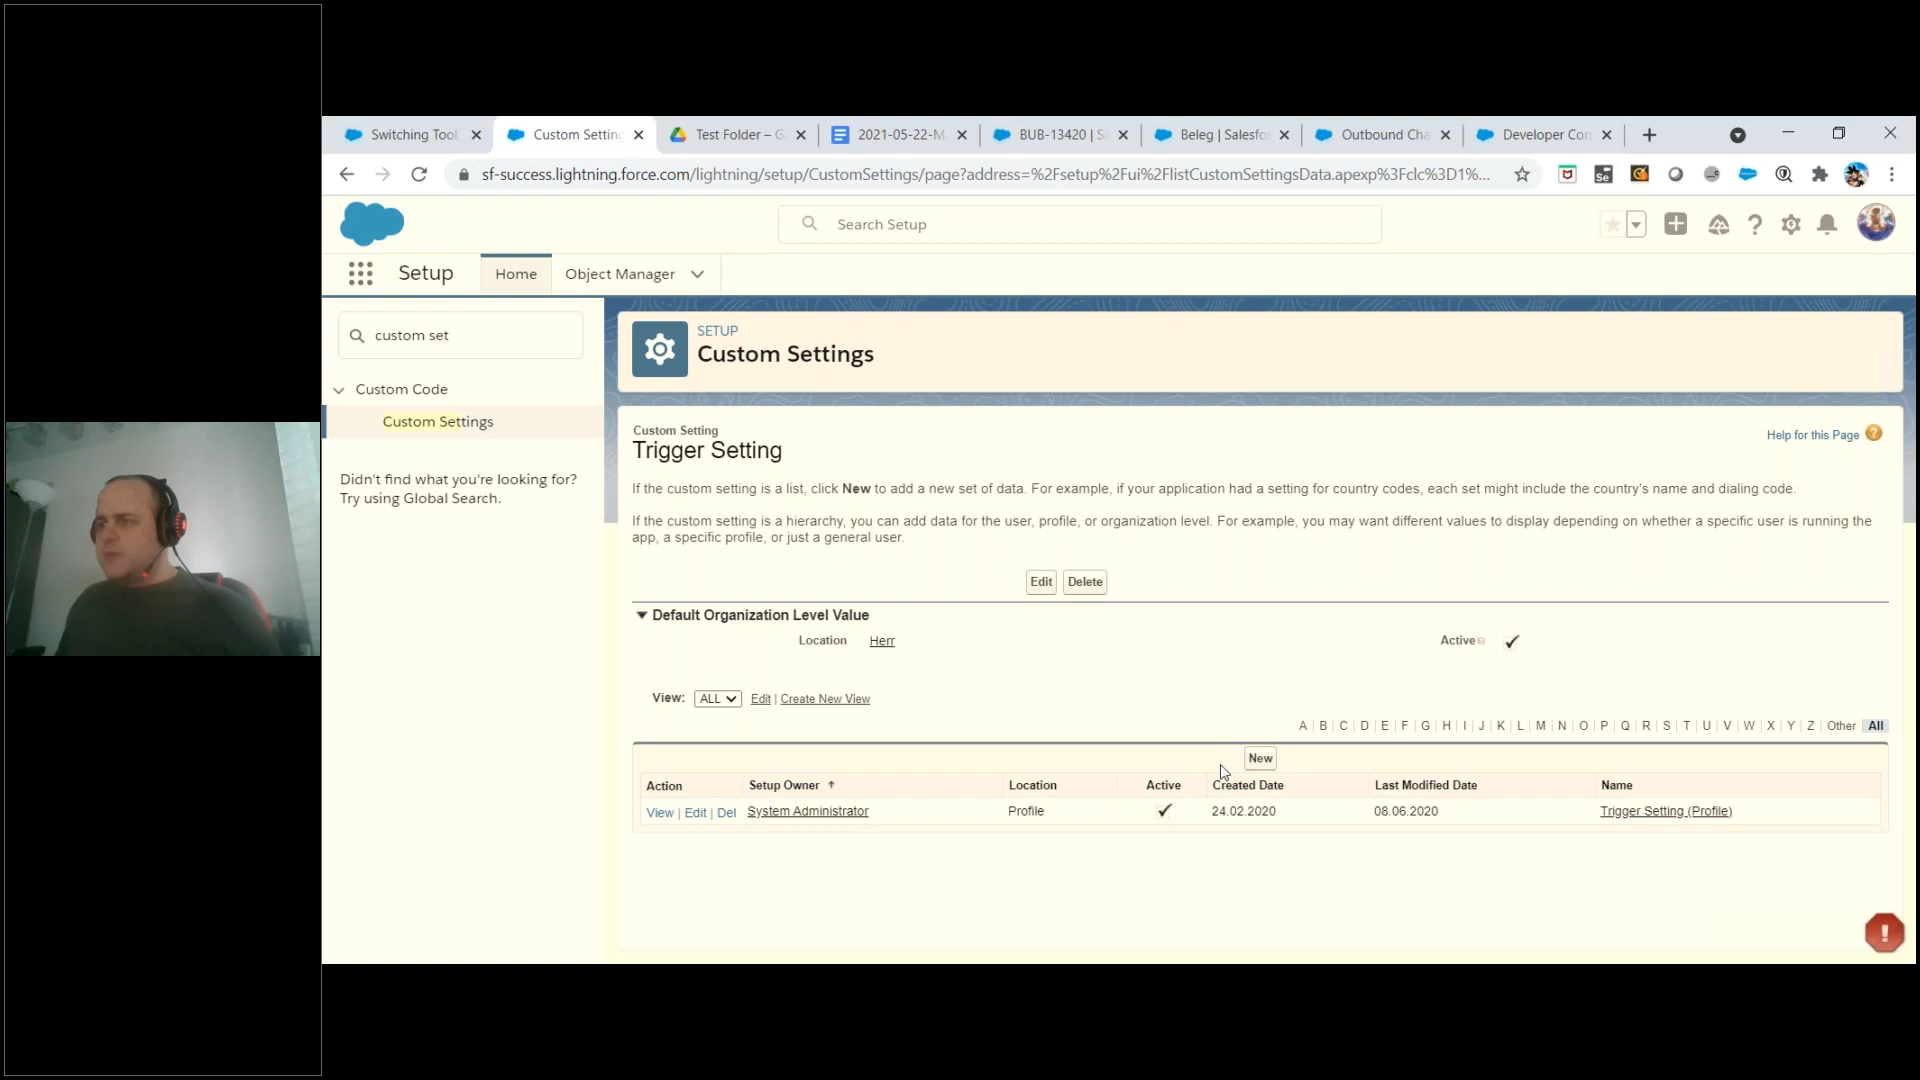 Switching Tool
Custom Setting
Test Folder – G
2021-05-22-M
BUB-13420 | S
Beleg | Salesfo
Outbound Cha
Developer Con
sf-success.lightning.force.com/lightning/setup/CustomSettings/page?address=%2Fsetup%2Fui%2FlistCustomSettingsData.apexp%3Fclc%3D1%...
Search Setup
Setup
Home
Object Manager
custom set
Custom Code
Custom Settings
Didn't find what you're looking for?
Try using Global Search.
SETUP
Custom Settings
Custom Setting
Trigger Setting
Help for this Page
If the custom setting is a list, click New to add a new set of data. For example, if your application had a setting for country codes, each set might include the country's name and dialing code.
If the custom setting is a hierarchy, you can add data for the user, profile, or organization level. For example, you may want different values to display depending on whether a specific user is running the
app, a specific profile, or just a general user.
Edit Delete
Default Organization Level Value
Location Herr Active
View: ALL Edit | Create New View
A | B | C | D | E | F | G | H | I | J | K | L | M | N | O | P | Q | R | S | T | U | V | W | X | Y | Z | Other All
New
Action Setup Owner Location Active Created Date Last Modified Date Name
View | Edit | Del System Administrator Profile 24.02.2020 08.06.2020 Trigger Setting (Profile)